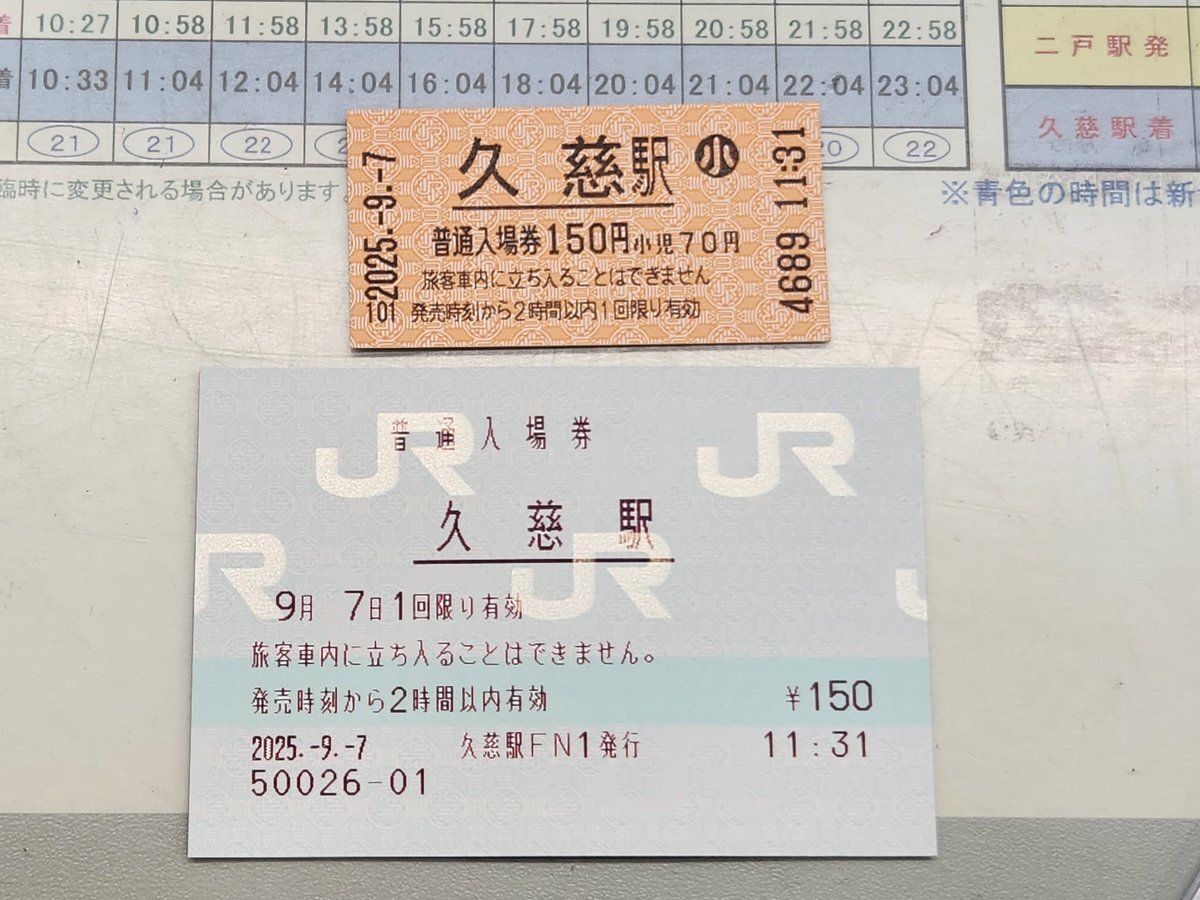 着 10:27 10:58 11:58 13:58 15:58 17:58 19:58 20:58 21:58 22:58
着 10:33 11:04 12:04 14:04 16:04 18:04 20:04 21:04 22:04 23:04
21 21 22 22
臨時に変更される場合があります
二戸駅発
久慈駅着
※青色の時間は新
久慈駅 小
普通入場券150円小児70円
旅客車内に立ち入ることはできません
発売時刻から2時間以内1回限り有効
2025.-9.-7
101
4689 11:31
普通入場券
JR JR
久慈駅
JR JR
9月 7日1回限り有効
旅客車内に立ち入ることはできません。
発売時刻から2時間以内有効 ¥150
2025.-9.-7 久慈駅FN1発行 11:31
50026-01